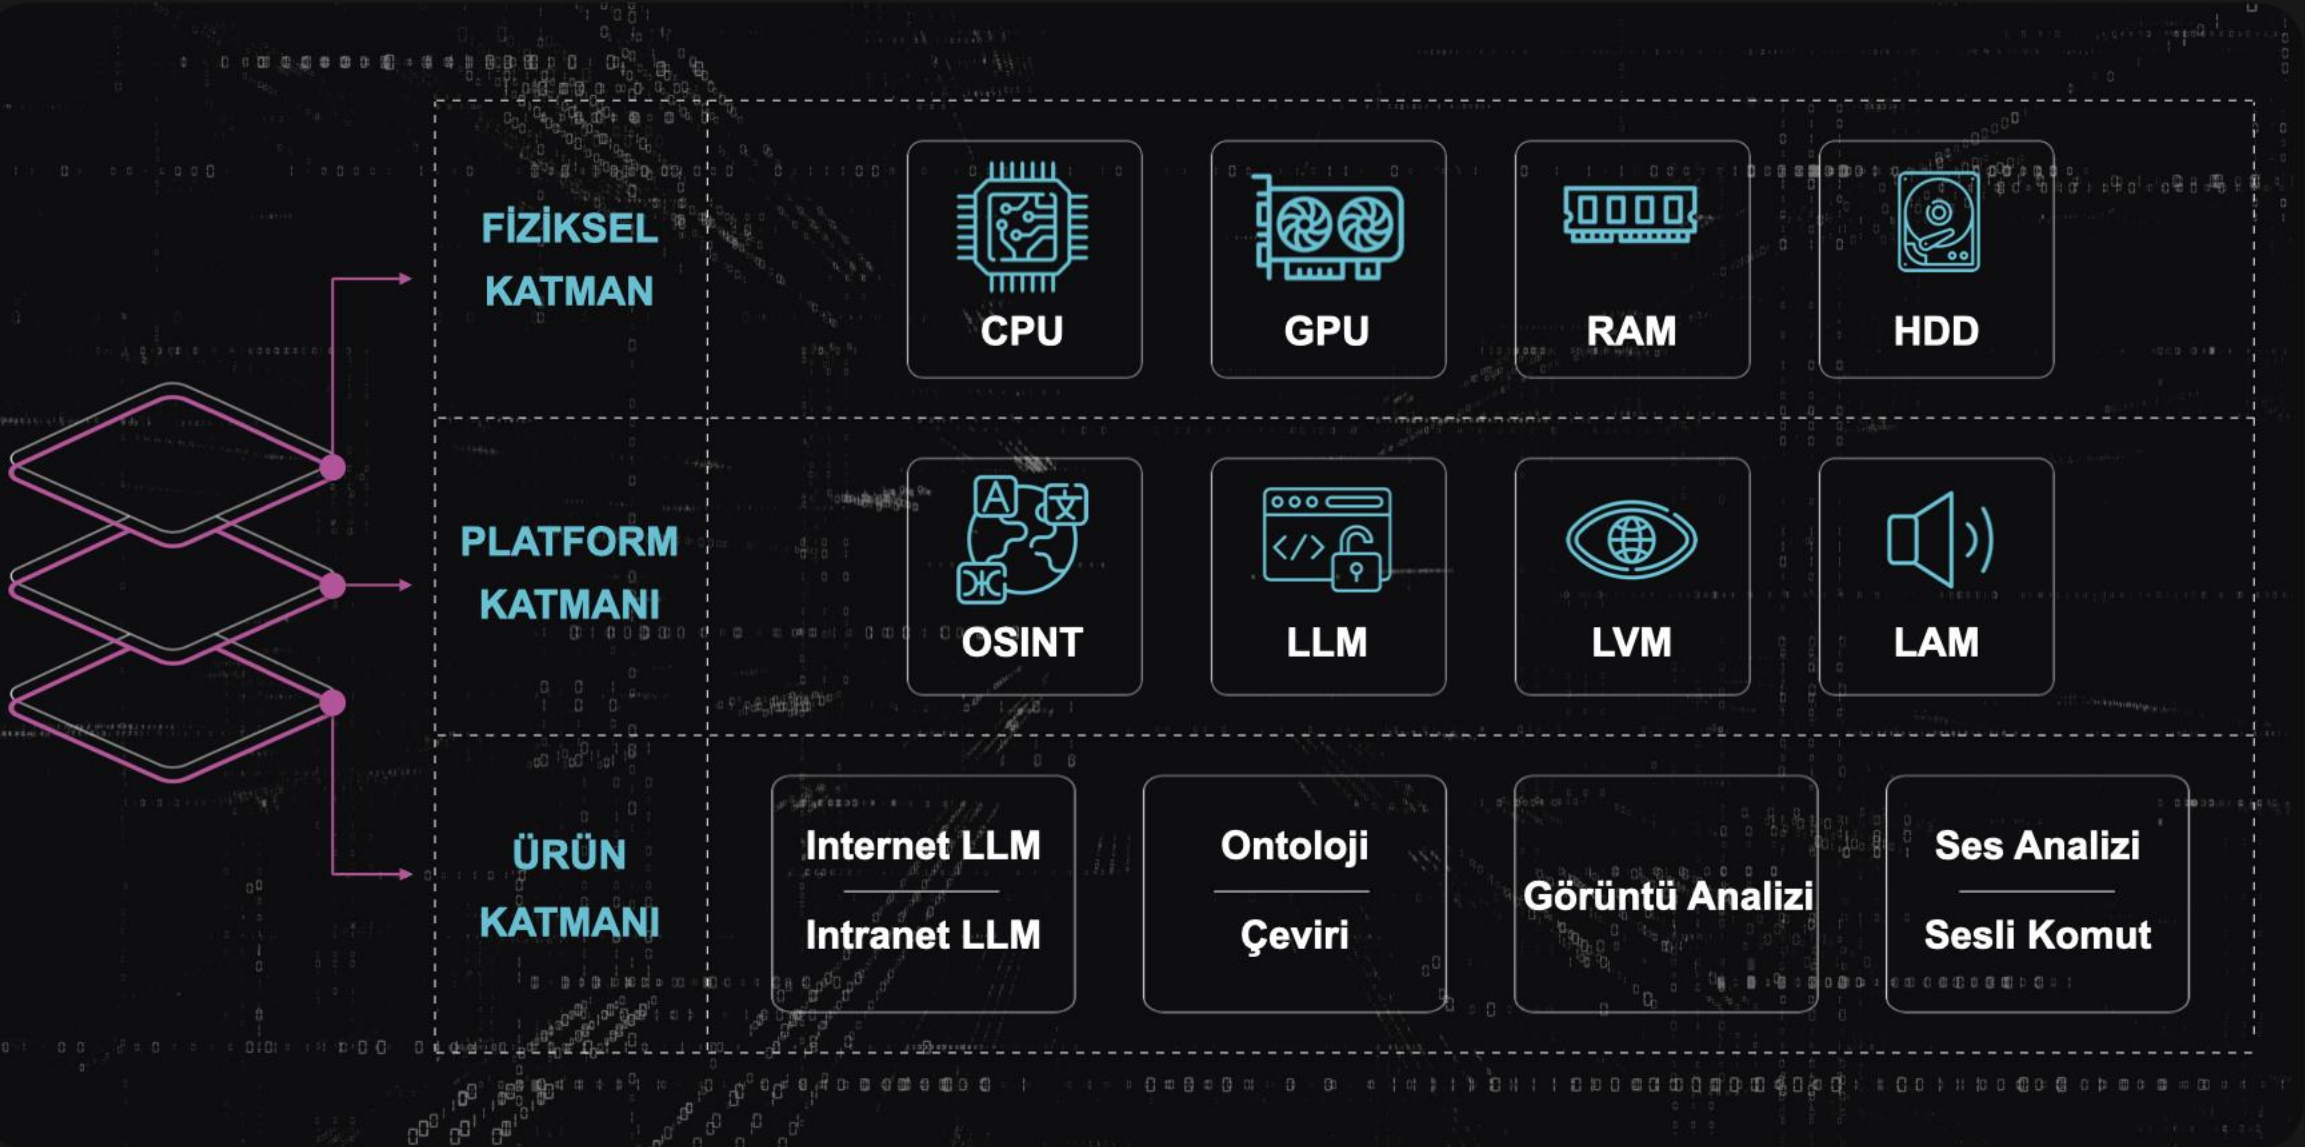 FİZİKSEL
KATMAN
CPU
GPU
RAM
HDD
PLATFORM
KATMANI
OSINT
LLM
LVM
LAM
ÜRÜN
KATMANI
Internet LLM
Intranet LLM
Ontoloji
Çeviri
Görüntü Analizi
Ses Analizi
Sesli Komut